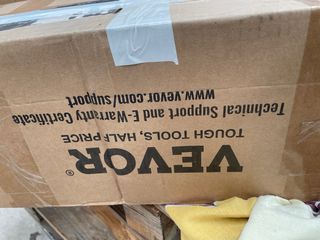 VEVOR®
TOUGH TOOLS, HALF PRICE
Technical Support and E-Warranty Certificate
www.vevor.com/support